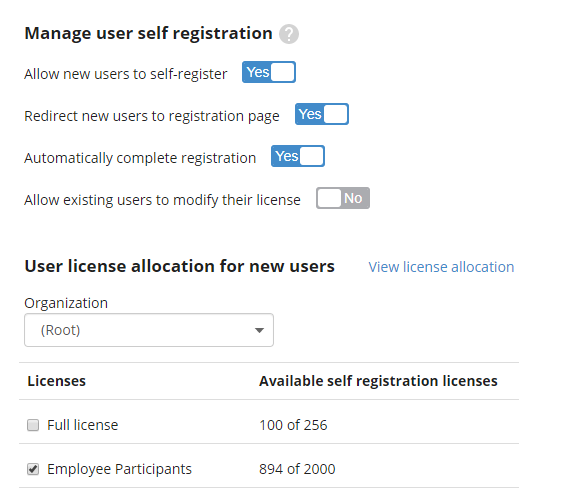 Manage user self registration ?
Allow new users to self-register Yes
Redirect new users to registration page Yes
Automatically complete registration Yes
Allow existing users to modify their license No
User license allocation for new users View license allocation
Organization
(Root)
Licenses Available self registration licenses
Full license 100 of 256
Employee Participants 894 of 2000